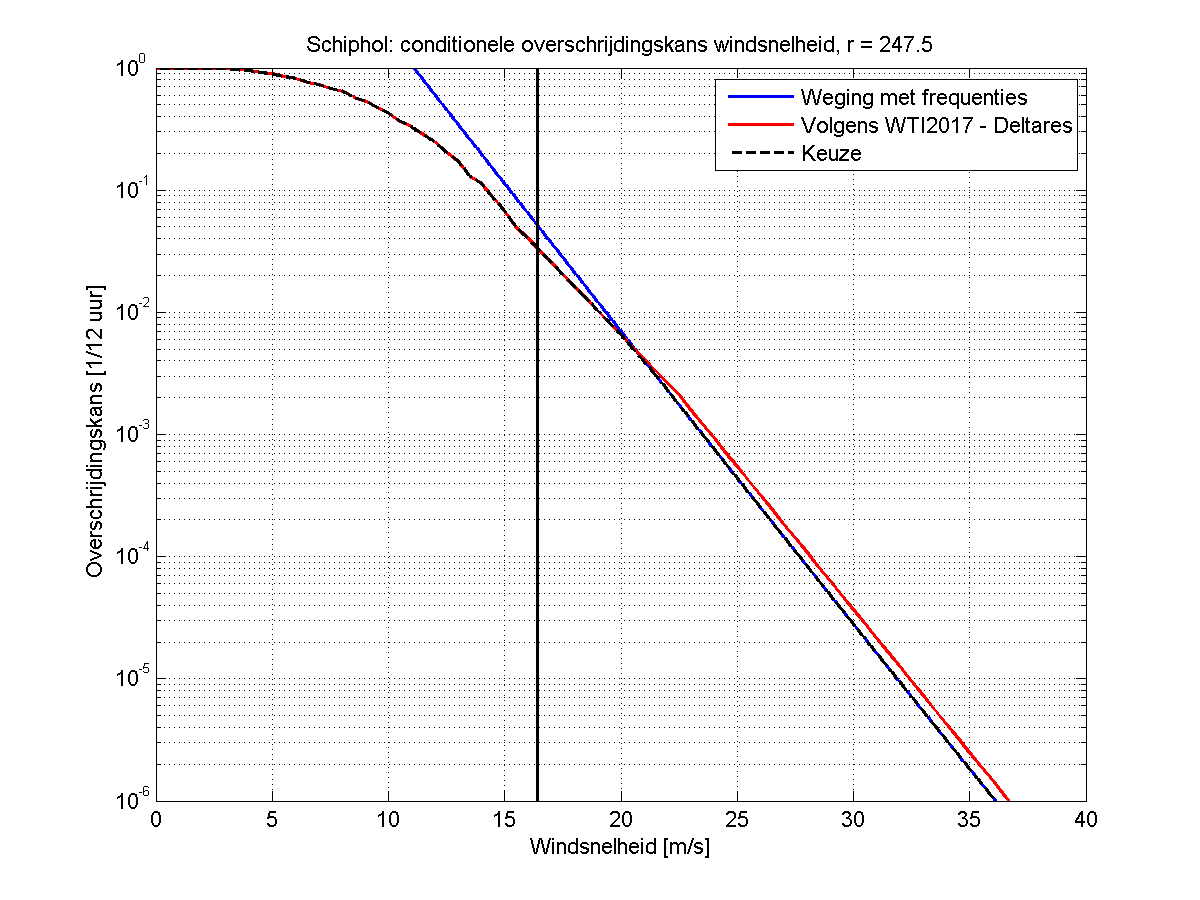 Schiphol: conditionele overschrijdingskans windsnelheid, r = 247.5
Weging met frequenties
Volgens WTI2017 - Deltares
Keuze
Overschrijdingskans [1/12 uur]
10^0
10^-1
10^-2
10^-3
10^-4
10^-5
10^-6
0 5 10 15 20 25 30 35 40
Windsnelheid [m/s]